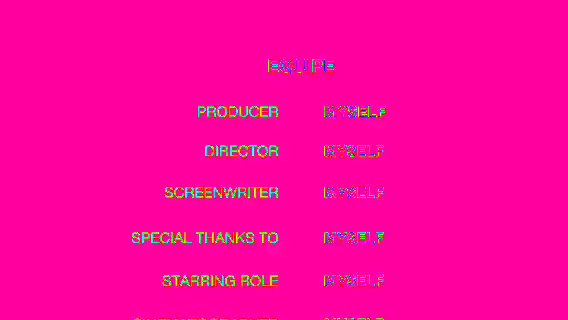 EQUIPE
PRODUCER MYSELF
DIRECTOR MYSELF
SCREENWRITER MYSELF
SPECIAL THANKS TO MYSELF
STARRING ROLE MYSELF